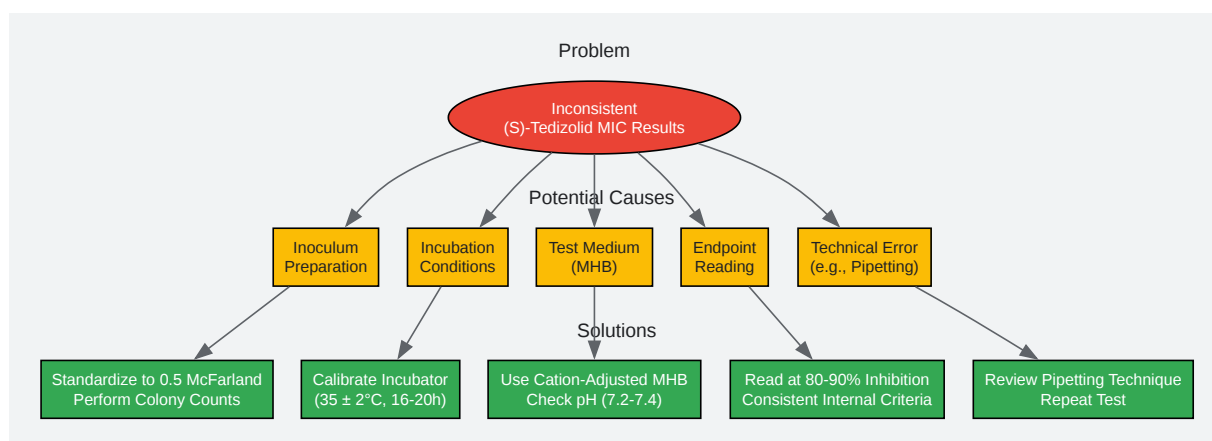 Problem
Inconsistent
(S)-Tedizolid MIC Results
Potential Causes
Inoculum
Preparation
Incubation
Conditions
Test Medium
(MHB)
Endpoint
Reading
Technical Error
(e.g., Pipetting)
Solutions
Standardize to 0.5 McFarland
Perform Colony Counts
Calibrate Incubator
(35 ± 2°C, 16-20h)
Use Cation-Adjusted MHB
Check pH (7.2-7.4)
Read at 80-90% Inhibition
Consistent Internal Criteria
Review Pipetting Technique
Repeat Test